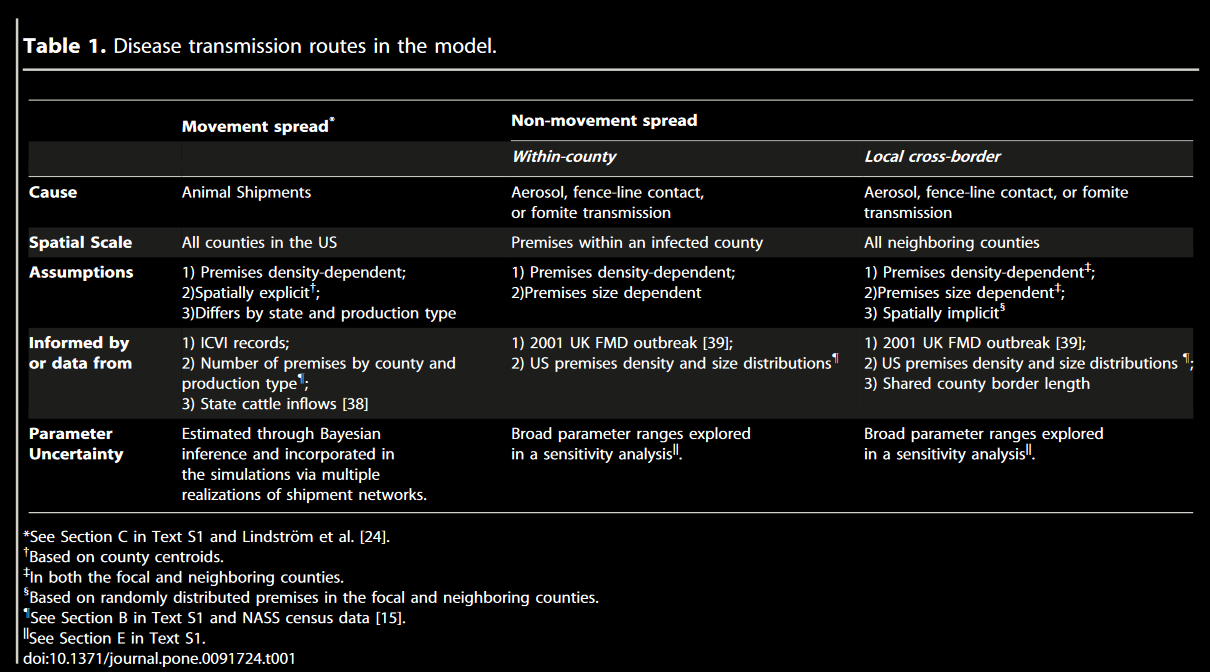 Table 1. Disease transmission routes in the model.
Movement spread* Non-movement spread
Within-county Local cross-border
Cause Animal Shipments Aerosol, fence-line contact, Aerosol, fence-line contact, or fomite
or fomite transmission transmission
Spatial Scale All counties in the US Premises within an infected county All neighboring counties
Assumptions 1) Premises density-dependent; 1) Premises density-dependent; 1) Premises density-dependent‡;
2)Spatially explicit†; 2)Premises size dependent 2)Premises size dependent‡;
3)Differs by state and production type 3) Spatially implicit§
Informed by 1) ICVI records; 1) 2001 UK FMD outbreak [39]; 1) 2001 UK FMD outbreak [39];
or data from 2) Number of premises by county and 2) US premises density and size distributions¶ 2) US premises density and size distributions ¶;
production type¶; 3) Shared county border length
3) State cattle inflows [38]
Parameter Estimated through Bayesian Broad parameter ranges explored Broad parameter ranges explored
Uncertainty inference and incorporated in in a sensitivity analysis||. in a sensitivity analysis||.
the simulations via multiple
realizations of shipment networks.
*See Section C in Text S1 and Lindström et al. [24].
†Based on county centroids.
‡In both the focal and neighboring counties.
§Based on randomly distributed premises in the focal and neighboring counties.
¶See Section B in Text S1 and NASS census data [15].
||See Section E in Text S1.
doi:10.1371/journal.pone.0091724.t001